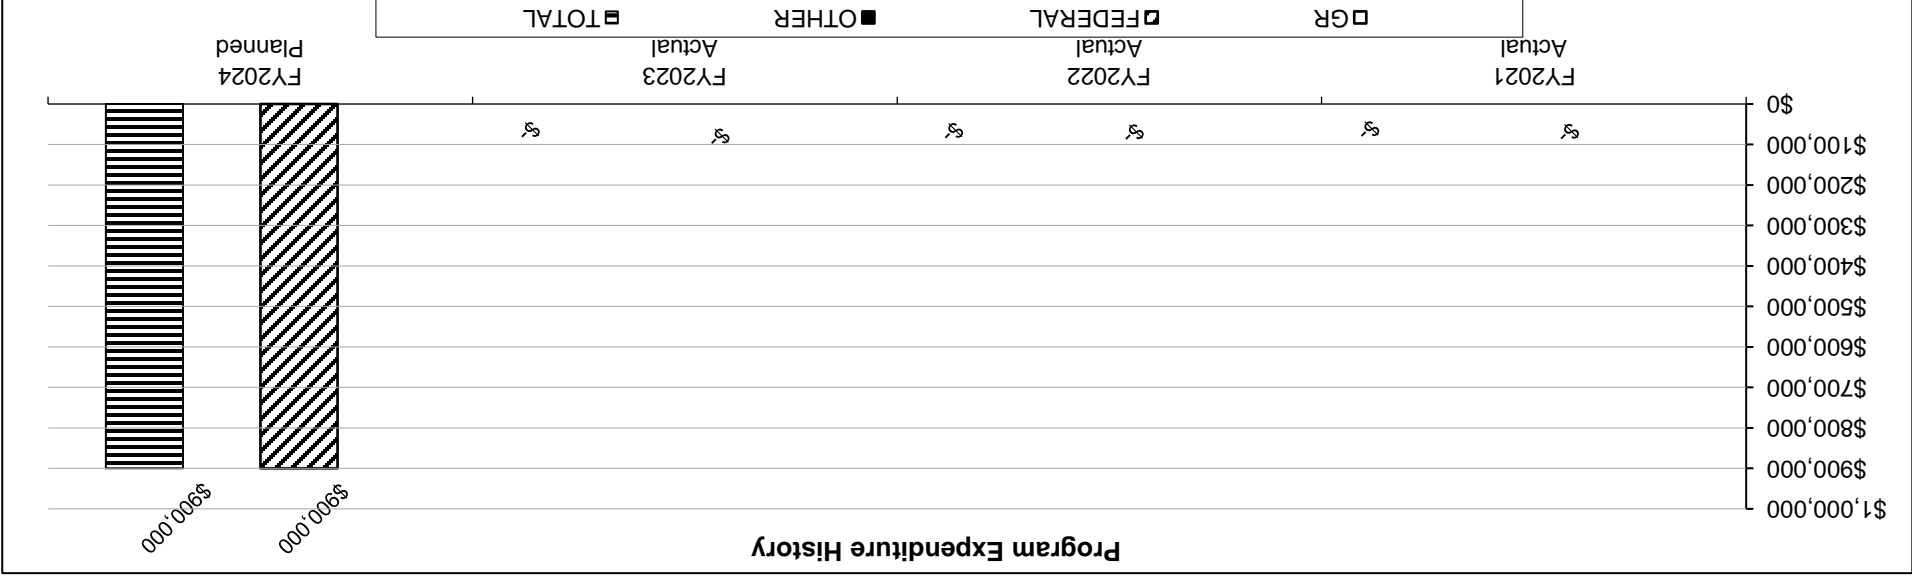 Program Expenditure History
$1,000,000
$900,000
$800,000
$700,000
$600,000
$500,000
$400,000
$300,000
$200,000
$100,000
$0
$-
$-
$-
$-
$-
$-
$900,000
$900,000
FY2021
Actual
FY2022
Actual
FY2023
Actual
FY2024
Planned
GR FEDERAL OTHER TOTAL